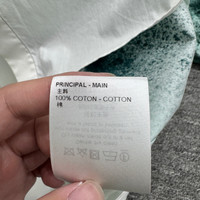 PRINCIPAL - MAIN
主料
100% COTON - COTTON
棉